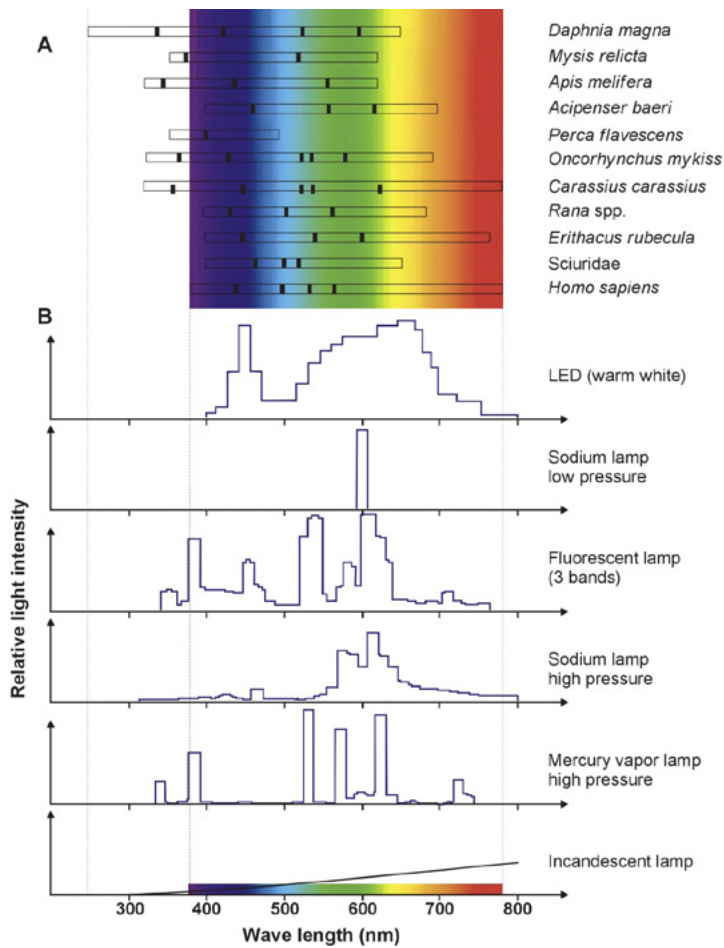 A
Daphnia magna
Mysis relicta
Apis melifera
Acipenser baeri
Perca flavescens
Oncorhynchus mykiss
Carassius carassius
Rana spp.
Erithacus rubecula
Sciuridae
Homo sapiens
B
LED (warm white)
Sodium lamp
low pressure
Fluorescent lamp
(3 bands)
Sodium lamp
high pressure
Mercury vapor lamp
high pressure
Incandescent lamp
Relative light intensity
300 400 500 600 700 800
Wave length (nm)